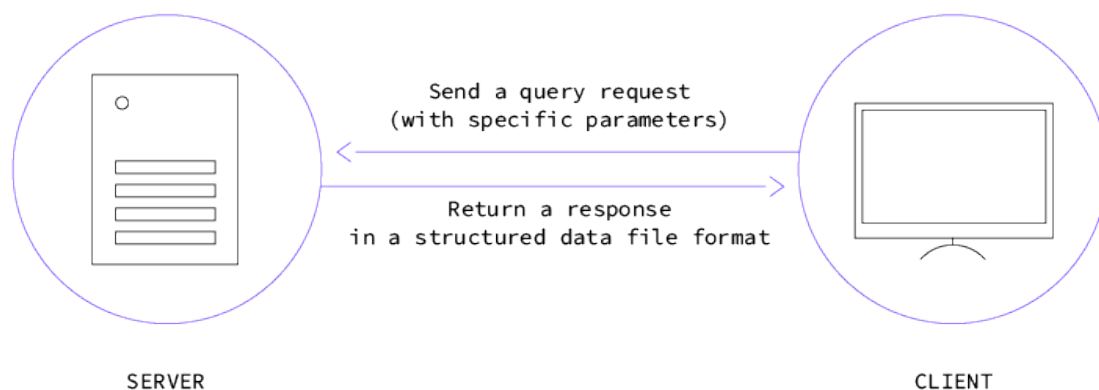 Send a query request
(with specific parameters)
Return a response
in a structured data file format
SERVER
CLIENT